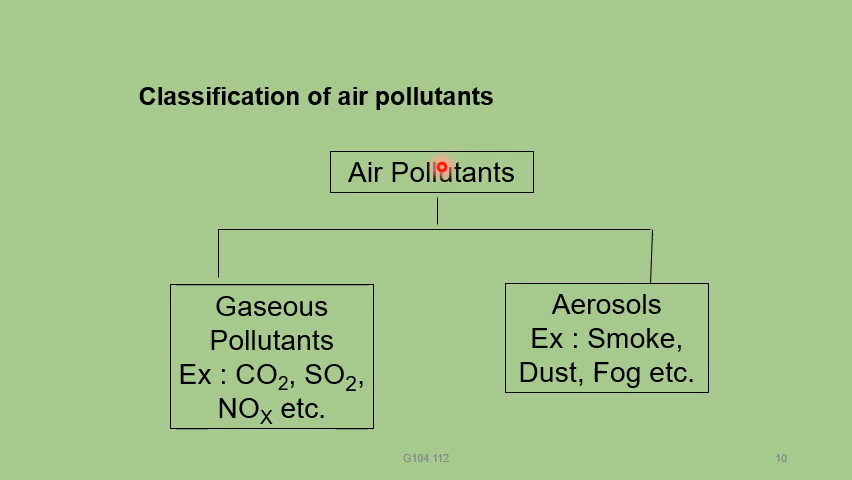 Classification of air pollutants
Air Pollutants
Gaseous
Pollutants
Ex : CO₂, SO₂,
NOX etc.
Aerosols
Ex : Smoke,
Dust, Fog etc.
G104.112
10